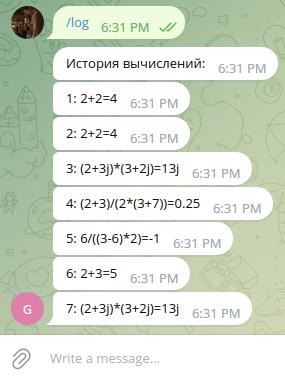 /log 6:31 PM
История вычислений: 6:31 PM
1: 2+2=4 6:31 PM
2: 2+2=4 6:31 PM
3: (2+3j)*(3+2j)=13j 6:31 PM
4: (2+3)/(2*(3+7))=0.25 6:31 PM
5: 6/((3-6)*2)=-1 6:31 PM
6: 2+3=5 6:31 PM
G
7: (2+3j)*(3+2j)=13j 6:31 PM
Write a message...